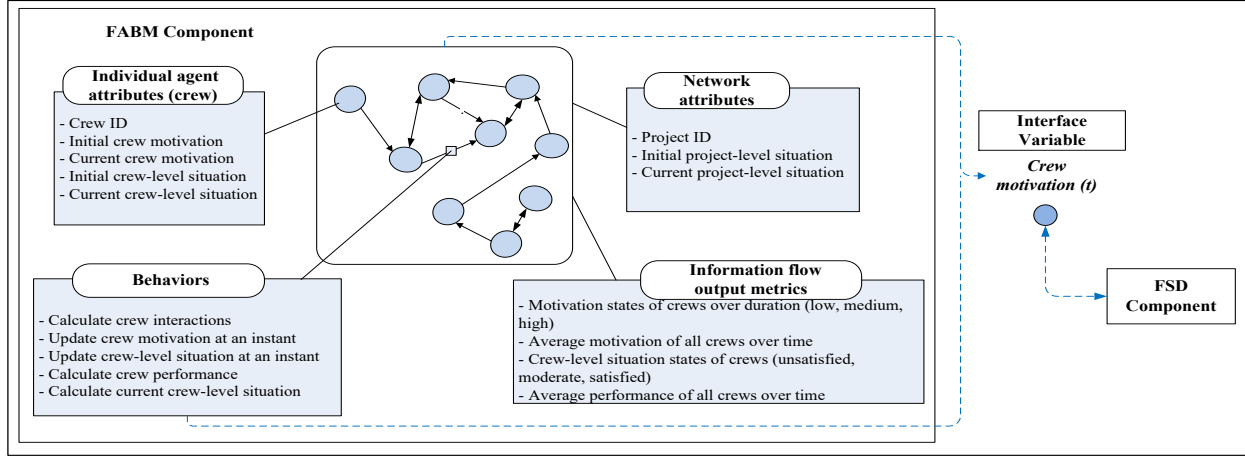 FABM Component
Individual agent
attributes (crew)
- Crew ID
- Initial crew motivation
- Current crew motivation
- Initial crew-level situation
- Current crew-level situation
Network
attributes
- Project ID
- Initial project-level situation
- Current project-level situation
Interface
Variable
Crew
motivation (t)
Behaviors
- Calculate crew interactions
- Update crew motivation at an instant
- Update crew-level situation at an instant
- Calculate crew performance
- Calculate current crew-level situation
Information flow
output metrics
- Motivation states of crews over duration (low, medium,
high)
- Average motivation of all crews over time
- Crew-level situation states of crews (unsatisfied,
moderate, satisfied)
- Average performance of all crews over time
FSD
Component